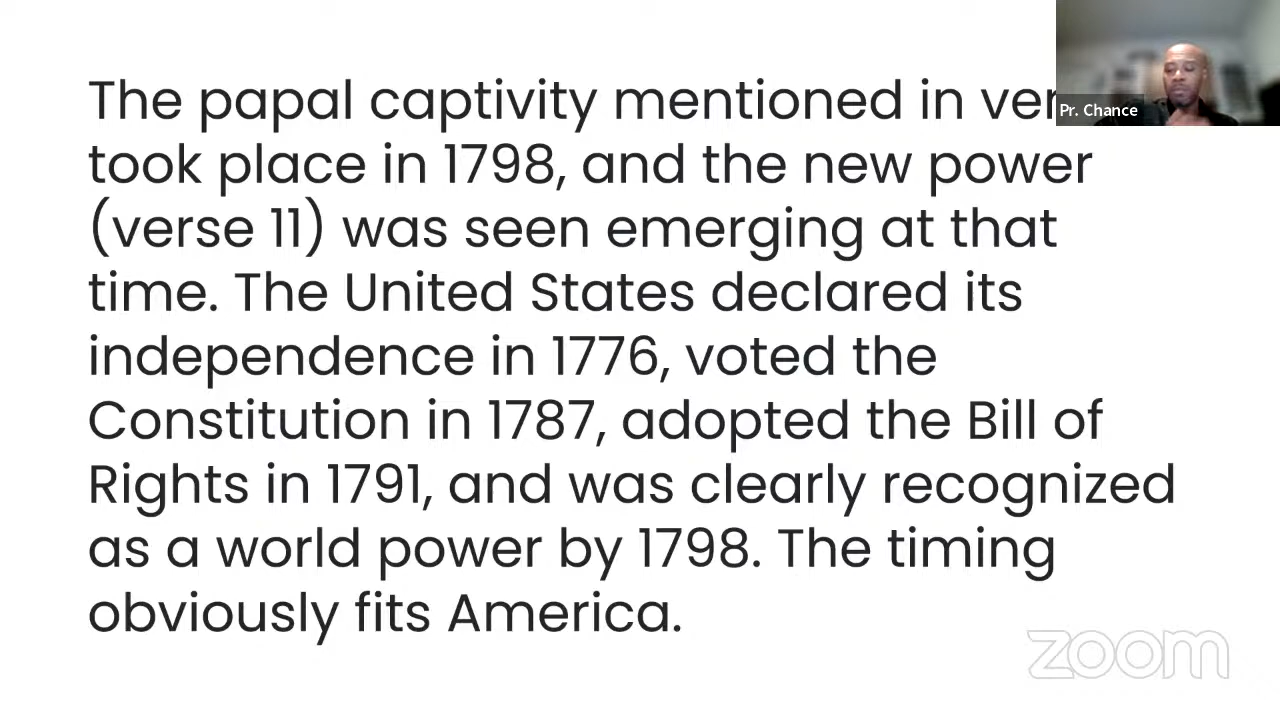 The papal captivity mentioned in
took place in 1798, and the new power
(verse 11) was seen emerging at that
time. The United States declared its
independence in 1776, voted the
Constitution in 1787, adopted the Bill of
Rights in 1791, and was clearly recognized
as a world power by 1798. The timing
obviously fits America.
Pr. Chance
zoom